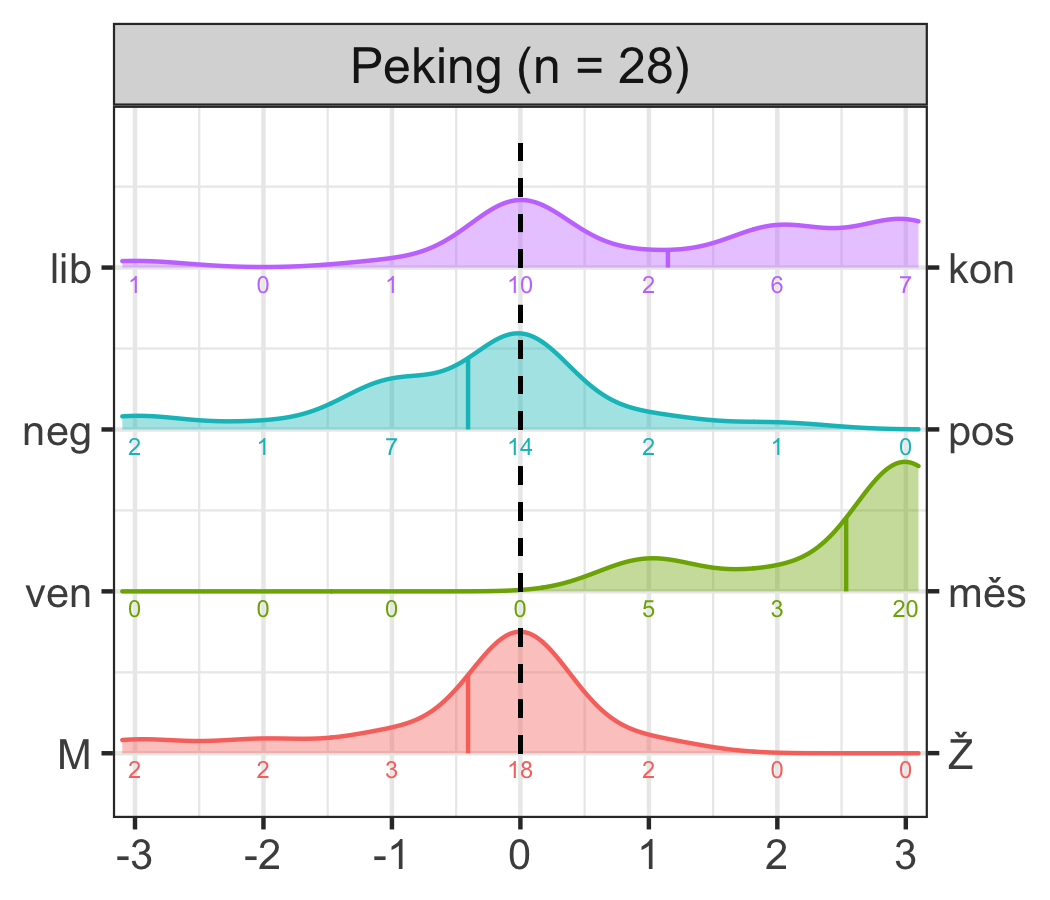 Peking (n = 28)
lib kon
1 0 1 10 2 6 7
neg pos
2 1 7 14 2 1 0
ven měs
0 0 0 0 5 3 20
M Ž
2 2 3 18 2 0 0
-3 -2 -1 0 1 2 3